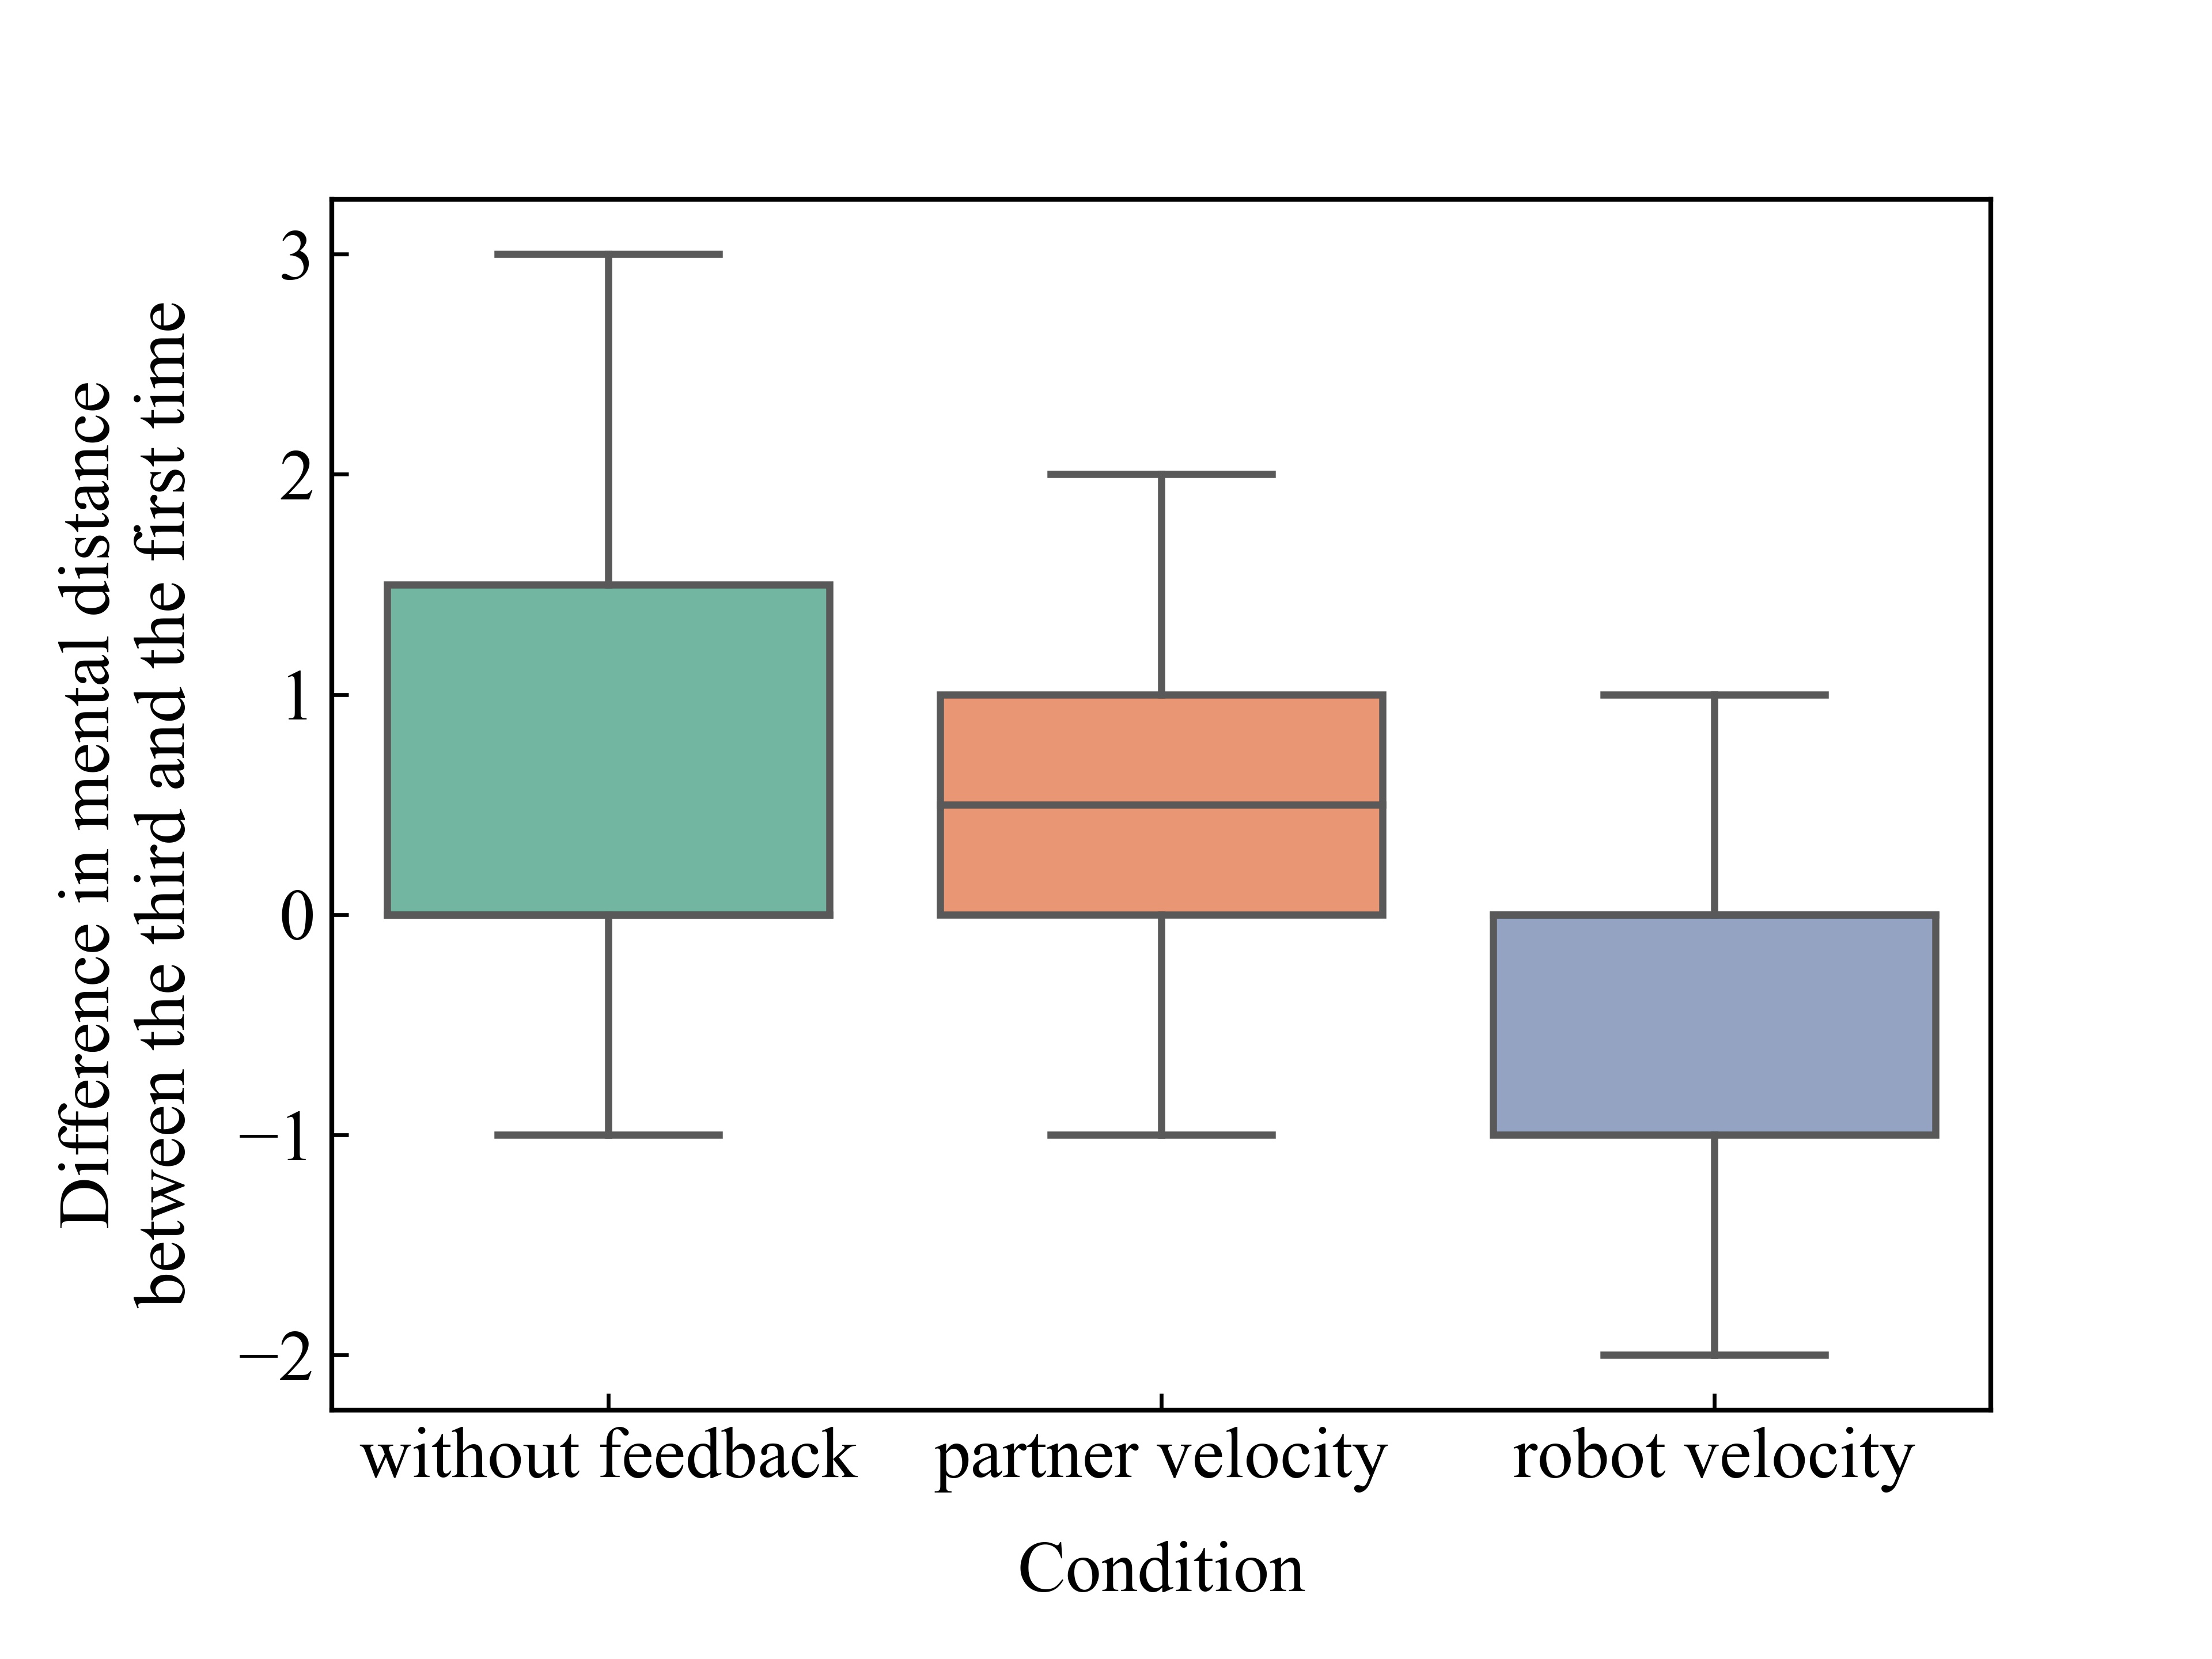 Difference in mental distance
between the third and the first time
3
2
1
0
−1
−2
without feedback
partner velocity
robot velocity
Condition